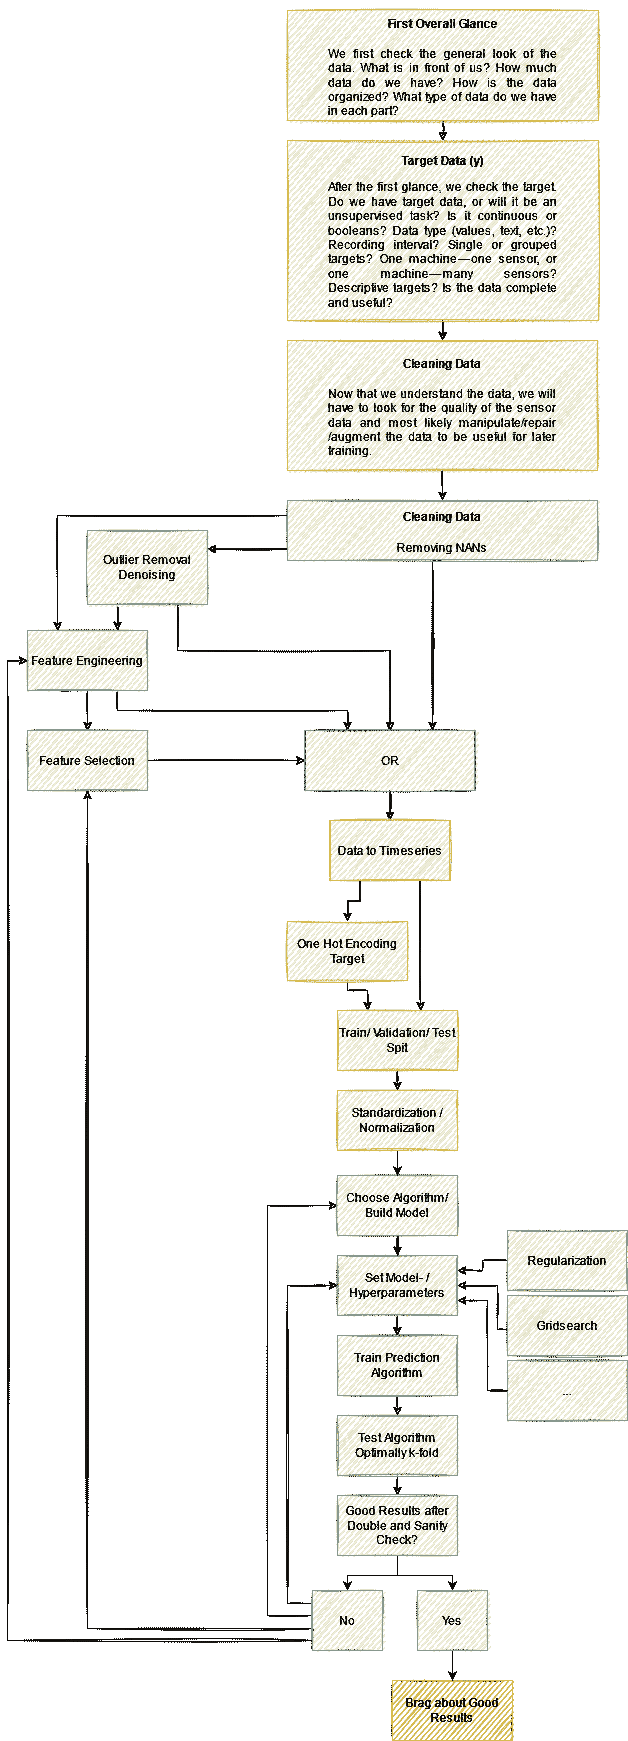 First Overall Glance
We first check the general look of the
data. What is in front of us? How much
data do we have? How is the data
organized? What type of data do we have
in each part?
Target Data (y)
After the first glance, we check the target.
Do we have target data, or will it be an
unsupervised task? Is it continuous or
booleans? Data type (values, text, etc.)?
Recording interval? Single or grouped
targets? One machine—one sensor, or
one machine—many sensors?
Descriptive targets? Is the data complete
and useful?
Cleaning Data
Now that we understand the data, we will
have to look for the quality of the sensor
data and most likely manipulate/repair
/augment the data to be useful for later
training.
Cleaning Data
Removing NANs
Outlier Removal
Denoising
Feature Engineering
Feature Selection
OR
Data to Timeseries
One Hot Encoding
Target
Train/ Validation/ Test
Spit
Standardization /
Normalization
Choose Algorithm/
Build Model
Set Model- /
Hyperparameters
Regularization
Gridsearch
...
Train Prediction
Algorithm
Test Algorithm
Optimally k-fold
Good Results after
Double and Sanity
Check?
No
Yes
Brag about Good
Results